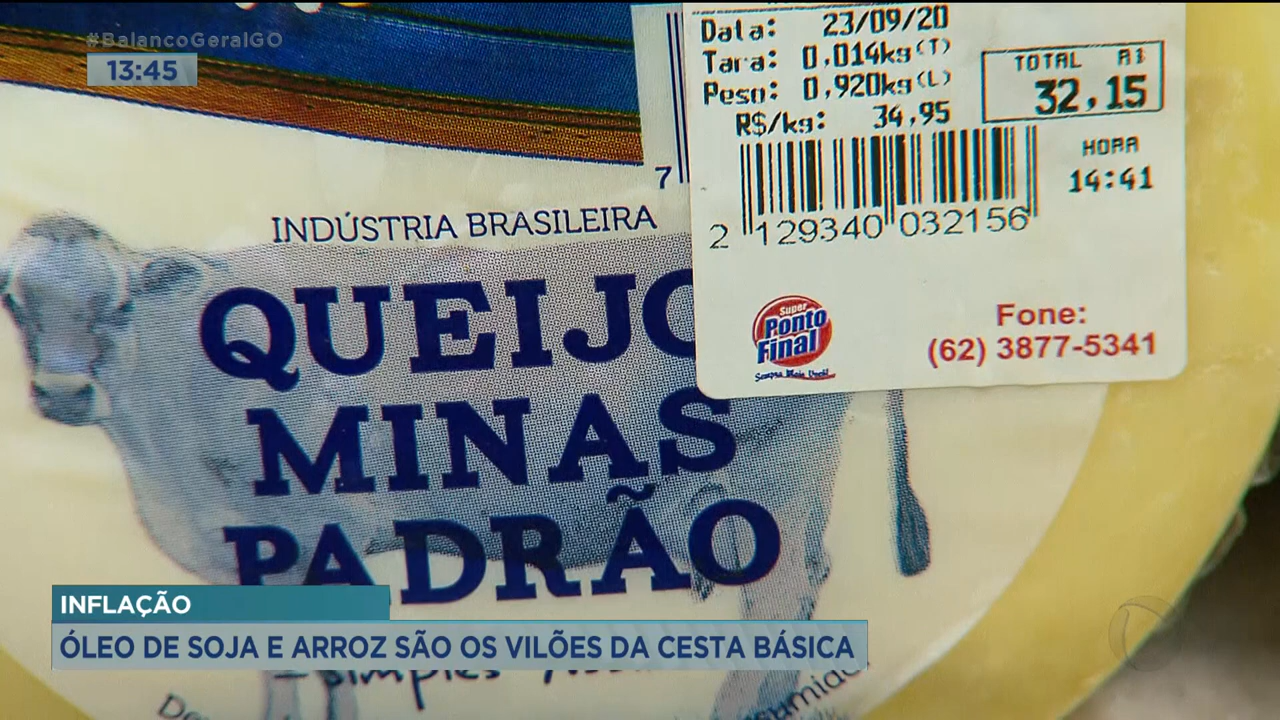 #BalancoGeralGO
13:45
Data: 23/09/20
Tara: 0,014kg(T)
Peso: 0,920kg(L)
R$/kg: 34,95
TOTAL R$
32,15
HORA
14:41
7
2 129340 032156
INDÚSTRIA BRASILEIRA
QUEIJO
MINAS
PADRÃO
Super
Ponto
Final
Fone:
(62) 3877-5341
INFLAÇÃO
ÓLEO DE SOJA E ARROZ SÃO OS VILÕES DA CESTA BÁSICA